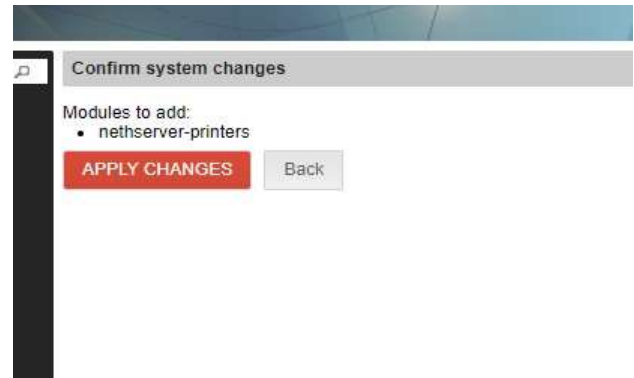 Confirm system changes
Modules to add:
• nethserver-printers
APPLY CHANGES
Back